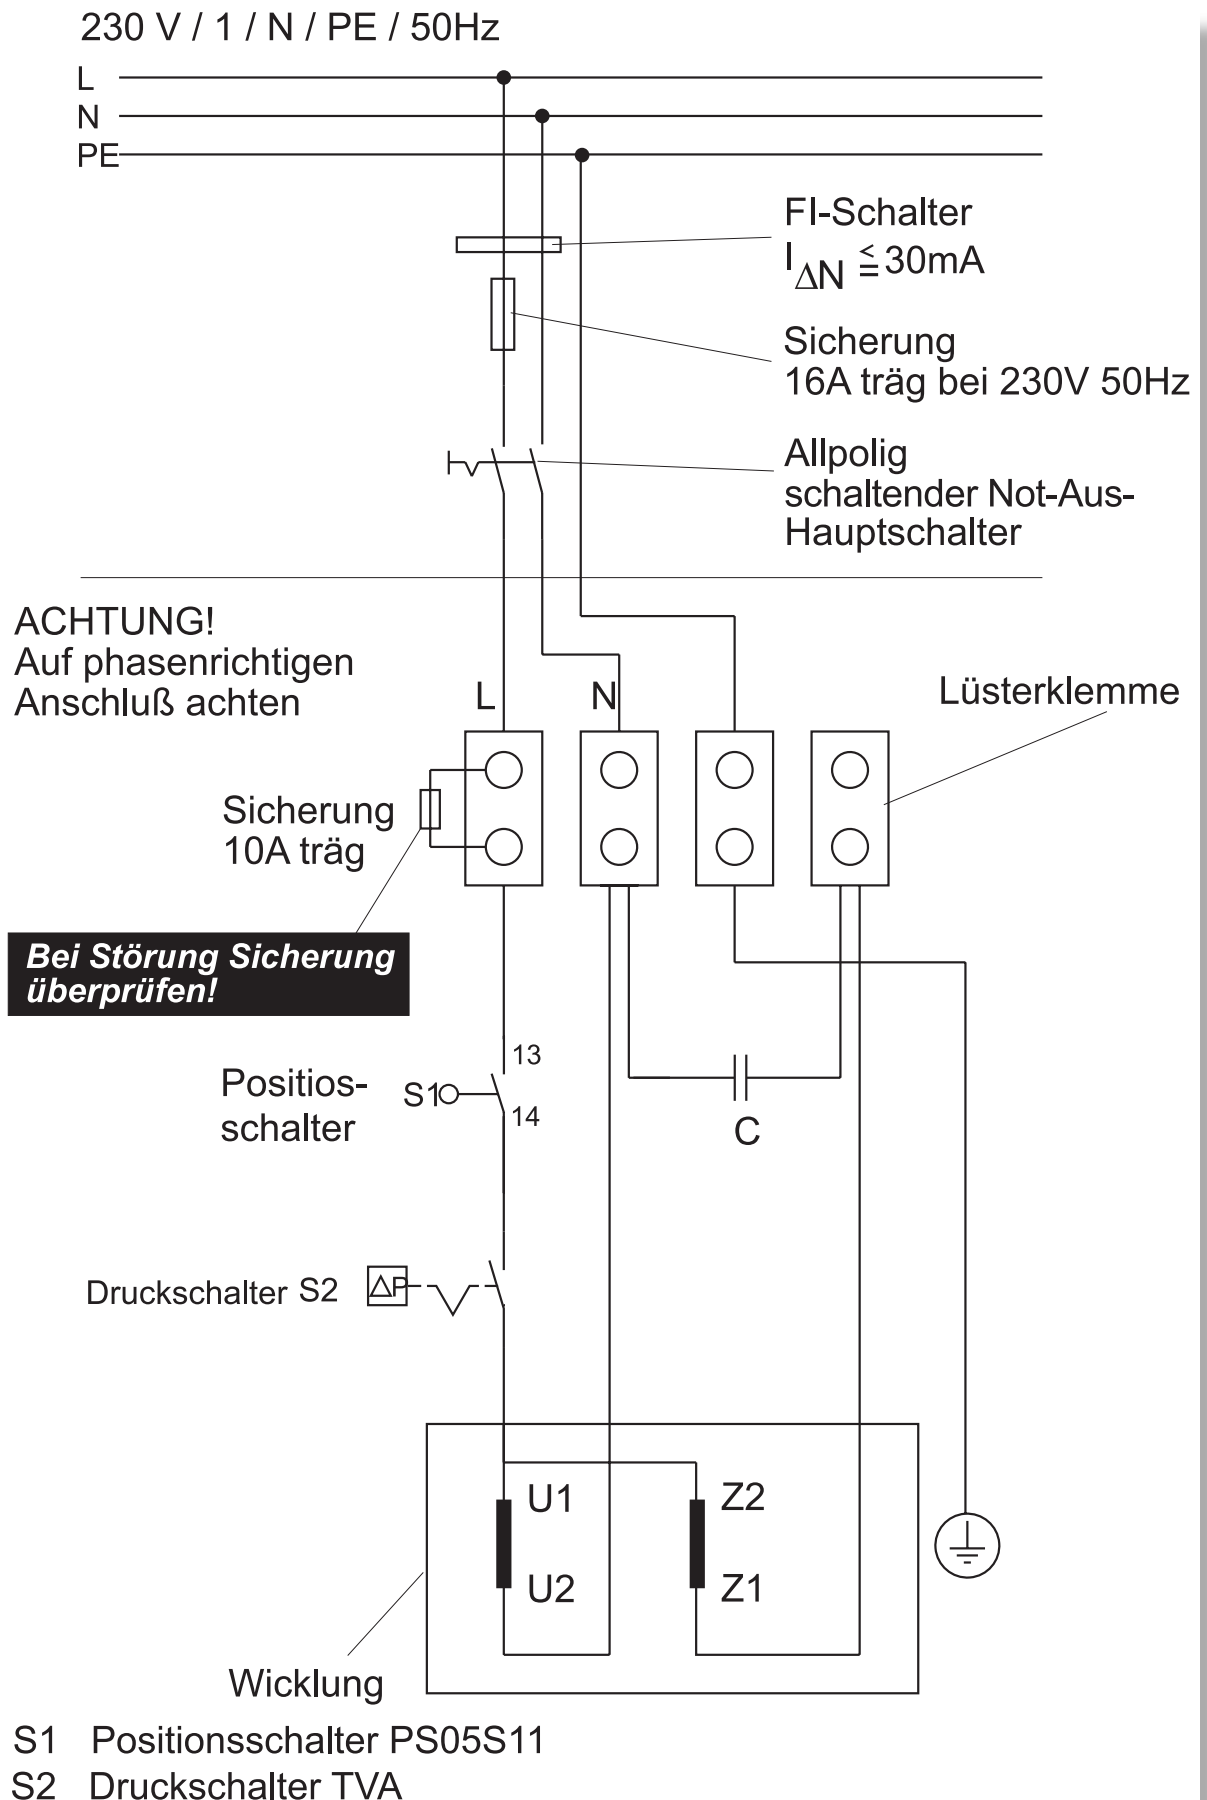 230 V / 1 / N / PE / 50Hz
L
N
PE
FI-Schalter
I ΔN ≦ 30mA
Sicherung
16A träg bei 230V 50Hz
Allpolig
schaltender Not-Aus-
Hauptschalter
ACHTUNG!
Auf phasenrichtigen
Anschluß achten
L
N
Lüsterklemme
Sicherung
10A träg
Bei Störung Sicherung
überprüfen!
13
Positios-
schalter
S1
14
C
Druckschalter S2
ΔP
U1
Z2
U2
Z1
Wicklung
S1 Positionsschalter PS05S11
S2 Druckschalter TVA